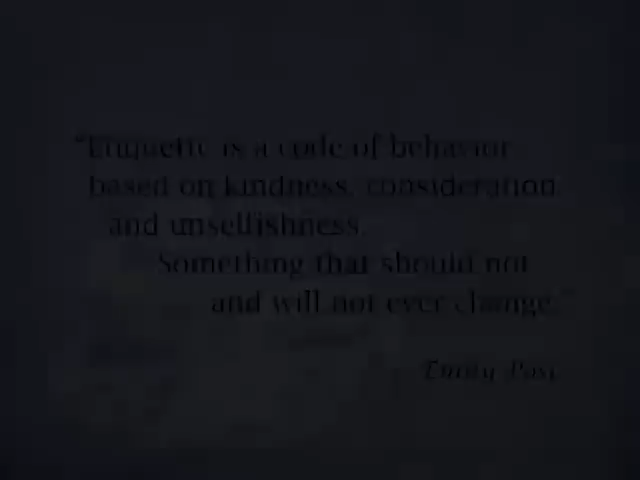 "Etiquette is a code of behavior
based on kindness, consideration
and unselfishness.
Something that should not
and will not ever change."
Emily Post